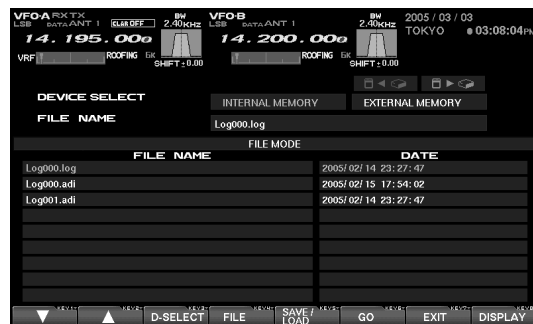 VFO-A RX TX BW VFO-B BW 2005 / 03 / 03
LSB DATA ANT 1 CLAR OFF 2.40KHZ LSB DATA ANT 1 2.40KHZ TOKYO 03:08:04PM
14. 195. 000 14. 200. 000
VRF ROOFING 6K SHIFT ± 0.00 ROOFING 6K SHIFT ± 0.00
DEVICE SELECT INTERNAL MEMORY EXTERNAL MEMORY
FILE NAME Log000.log
FILE MODE
FILE NAME DATE
Log000.log 2005/ 02/ 14 23: 27: 47
Log000.adi 2005/ 02/ 15 17: 54: 02
Log001.adi 2005/ 02/ 14 23: 27: 47
D-SELECT FILE SAVE / LOAD GO EXIT DISPLAY